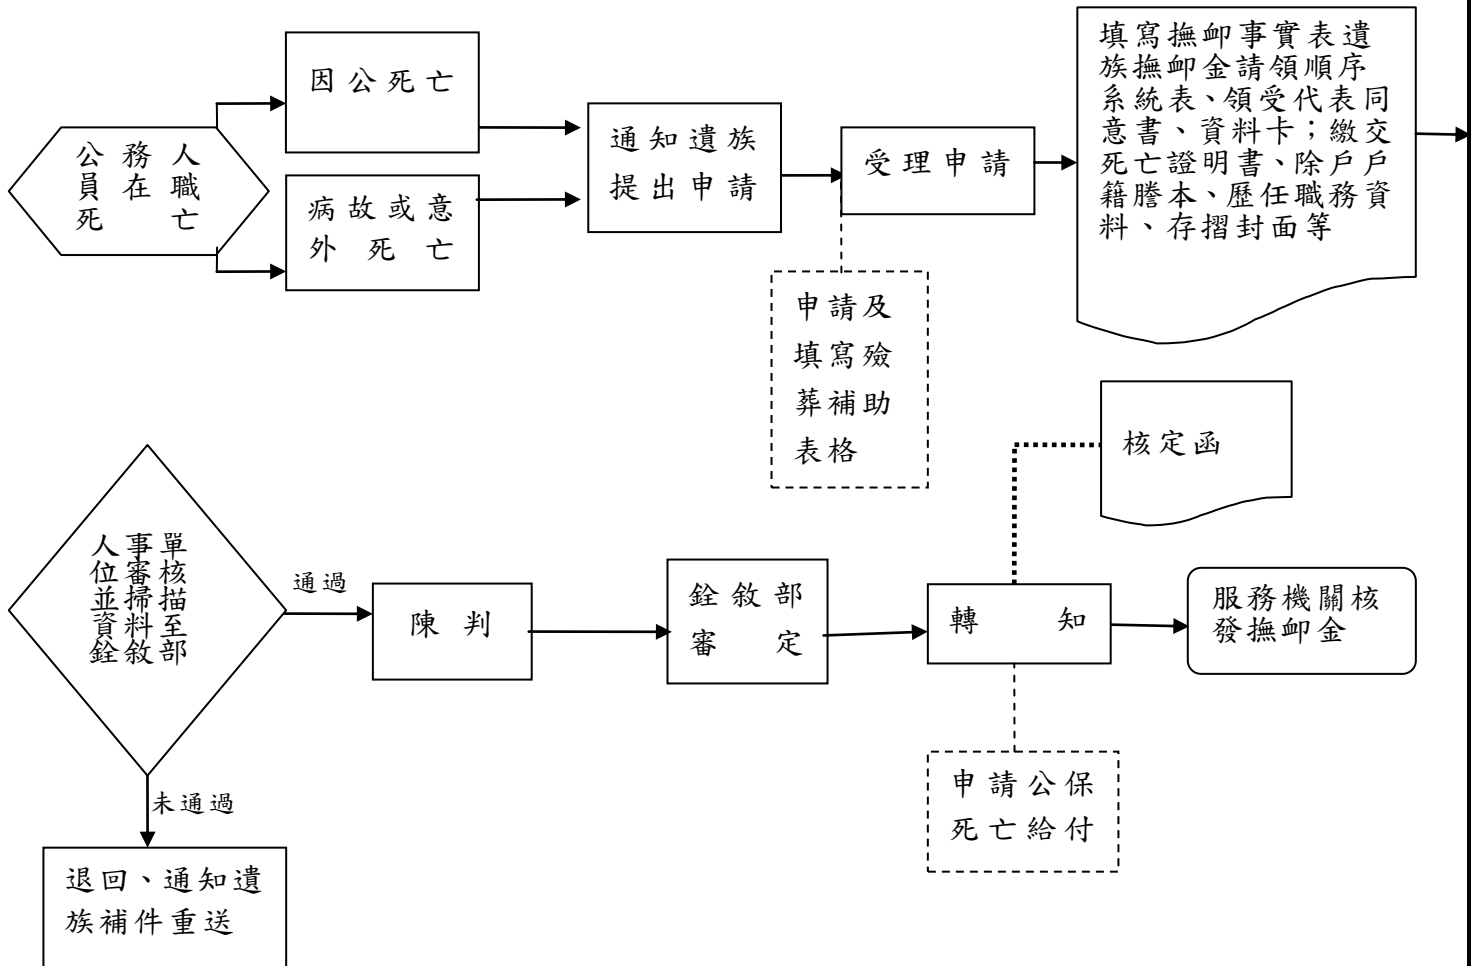 公務人
員在職
死亡
因公死亡
病故或意
外死亡
通知遺族
提出申請
受理申請
填寫撫卹事實表遺
族撫卹金請領順序
系統表、領受代表同
意書、資料卡；繳交
死亡證明書、除戶戶
籍謄本、歷任職務資
料、存摺封面等
申請及
填寫殮
葬補助
表格
核定函
人事單
位審核
並掃描
資料至
銓敘部
通過
陳判
銓敘部
審定
轉知
服務機關核
發撫卹金
未通過
申請公保
死亡給付
退回、通知遺
族補件重送